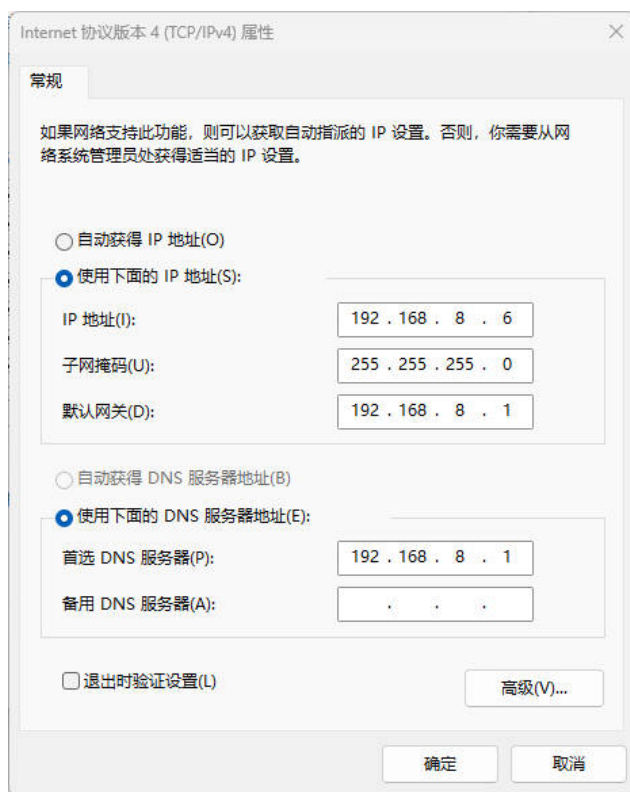 Internet 协议版本 4 (TCP/IPv4) 属性
常规
如果网络支持此功能，则可以获取自动指派的 IP 设置。否则，你需要从网
络系统管理员处获得适当的 IP 设置。
自动获得 IP 地址(O)
使用下面的 IP 地址(S):
IP 地址(I): 192 . 168 . 8 . 6
子网掩码(U): 255 . 255 . 255 . 0
默认网关(D): 192 . 168 . 8 . 1
自动获得 DNS 服务器地址(B)
使用下面的 DNS 服务器地址(E):
首选 DNS 服务器(P): 192 . 168 . 8 . 1
备用 DNS 服务器(A): . . .
退出时验证设置(L)
高级(V)...
确定 取消